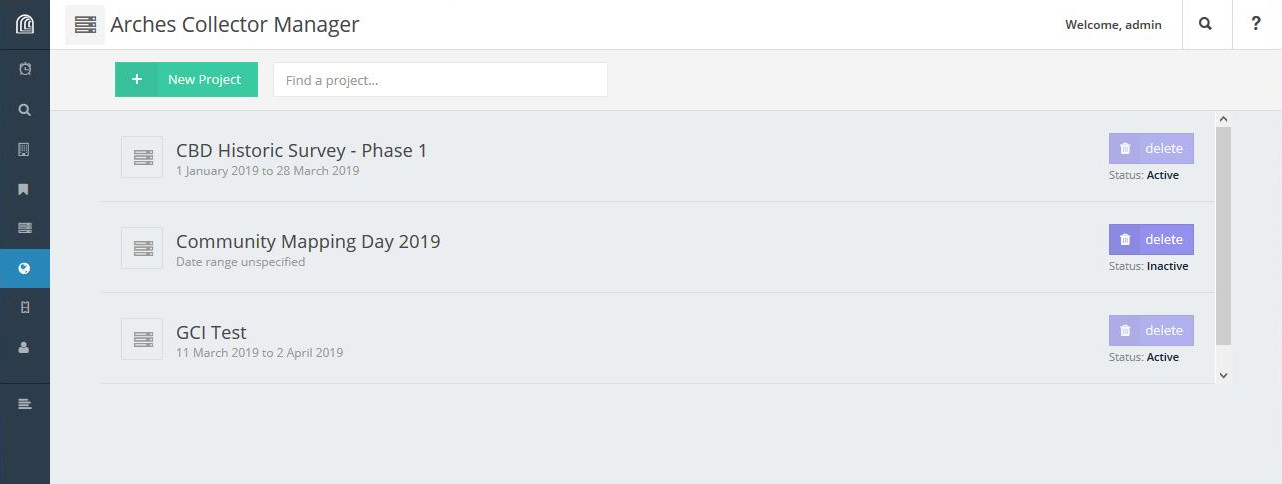 Arches Collector Manager
Welcome, admin
?
+ New Project
Find a project...
CBD Historic Survey - Phase 1
1 January 2019 to 28 March 2019
delete
Status: Active
Community Mapping Day 2019
Date range unspecified
delete
Status: Inactive
GCI Test
11 March 2019 to 2 April 2019
delete
Status: Active